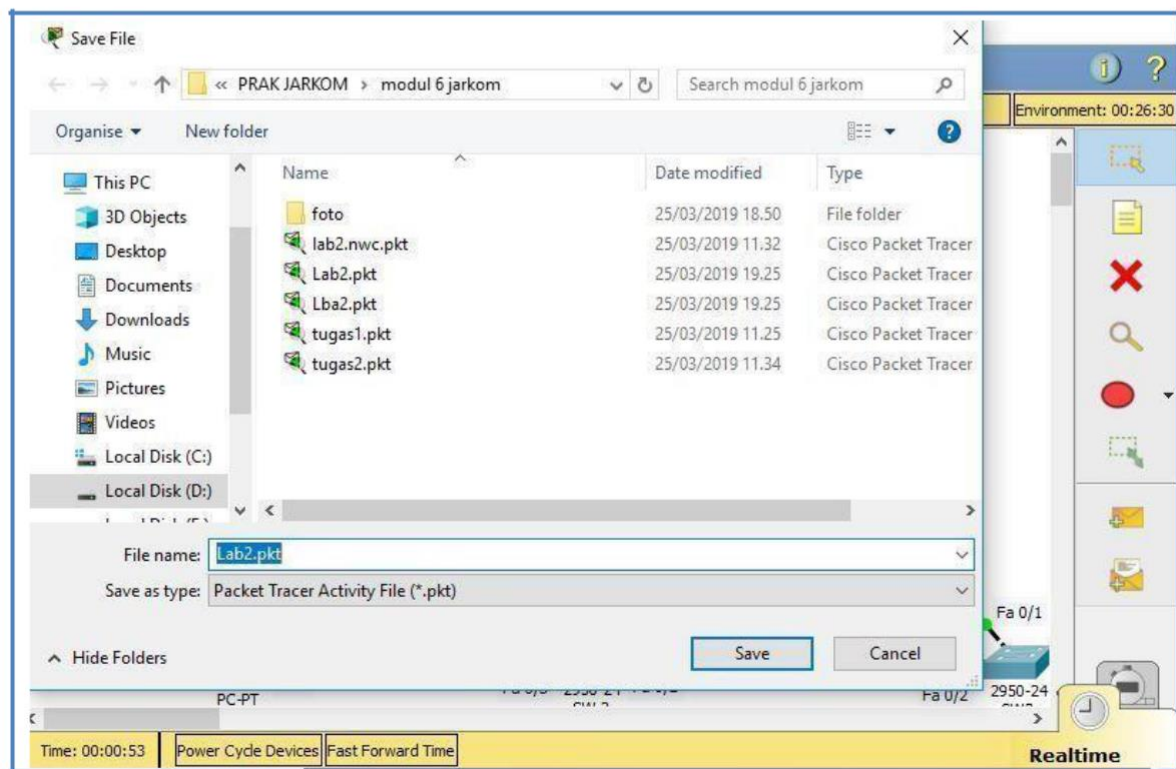 Save File
« PRAK JARKOM › modul 6 jarkom
Search modul 6 jarkom
Organise
New folder
Environment: 00:26:30
This PC
3D Objects
Desktop
Documents
Downloads
Music
Pictures
Videos
Local Disk (C:)
Local Disk (D:)
Name Date modified Type
foto 25/03/2019 18.50 File folder
lab2.nwc.pkt 25/03/2019 11.32 Cisco Packet Tracer
Lab2.pkt 25/03/2019 19.25 Cisco Packet Tracer
Lba2.pkt 25/03/2019 19.25 Cisco Packet Tracer
tugas1.pkt 25/03/2019 11.25 Cisco Packet Tracer
tugas2.pkt 25/03/2019 11.34 Cisco Packet Tracer
File name: Lab2.pkt
Save as type: Packet Tracer Activity File (*.pkt)
Hide Folders
Save
Cancel
Fa 0/1
PC-PT
Fa 0/2
2950-24
Time: 00:00:53 Power Cycle Devices Fast Forward Time
Realtime